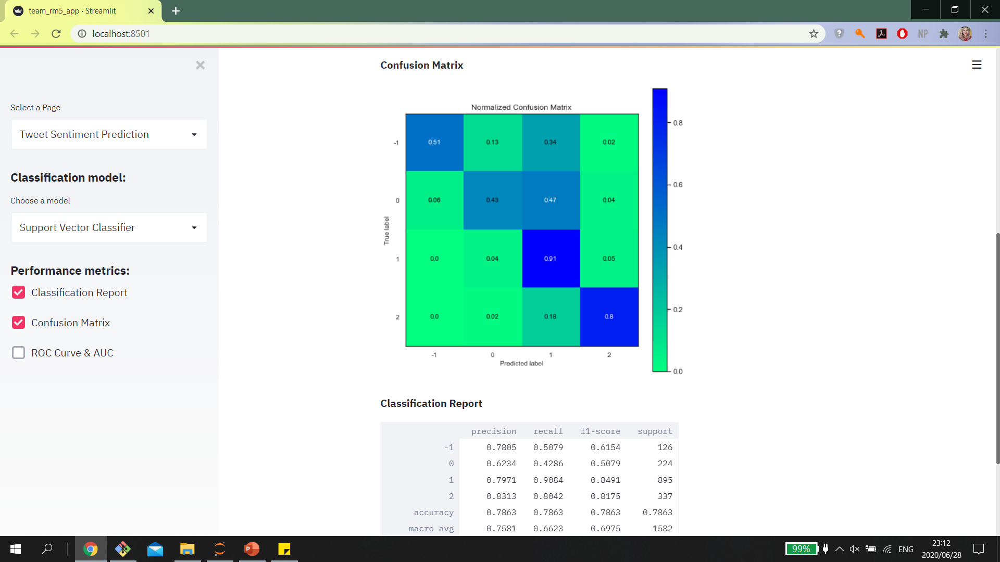 team_rm5_app · Streamlit
localhost:8501
NP
Select a Page
Tweet Sentiment Prediction
Classification model:
Choose a model
Support Vector Classifier
Performance metrics:
Classification Report
Confusion Matrix
ROC Curve & AUC
Confusion Matrix
Normalized Confusion Matrix
True label
-1 0.51 0.13 0.34 0.02
0 0.06 0.43 0.47 0.04
1 0.0 0.04 0.91 0.05
2 0.0 0.02 0.18 0.8
-1 0 1 2
Predicted label
0.8
0.6
0.4
0.2
0.0
Classification Report
precision recall f1-score support
-1 0.7805 0.5079 0.6154 126
0 0.6234 0.4286 0.5079 224
1 0.7971 0.9084 0.8491 895
2 0.8313 0.8042 0.8175 337
accuracy 0.7863 0.7863 0.7863 0.7863
macro avg 0.7581 0.6623 0.6975 1582
99%
ENG
23:12
2020/06/28